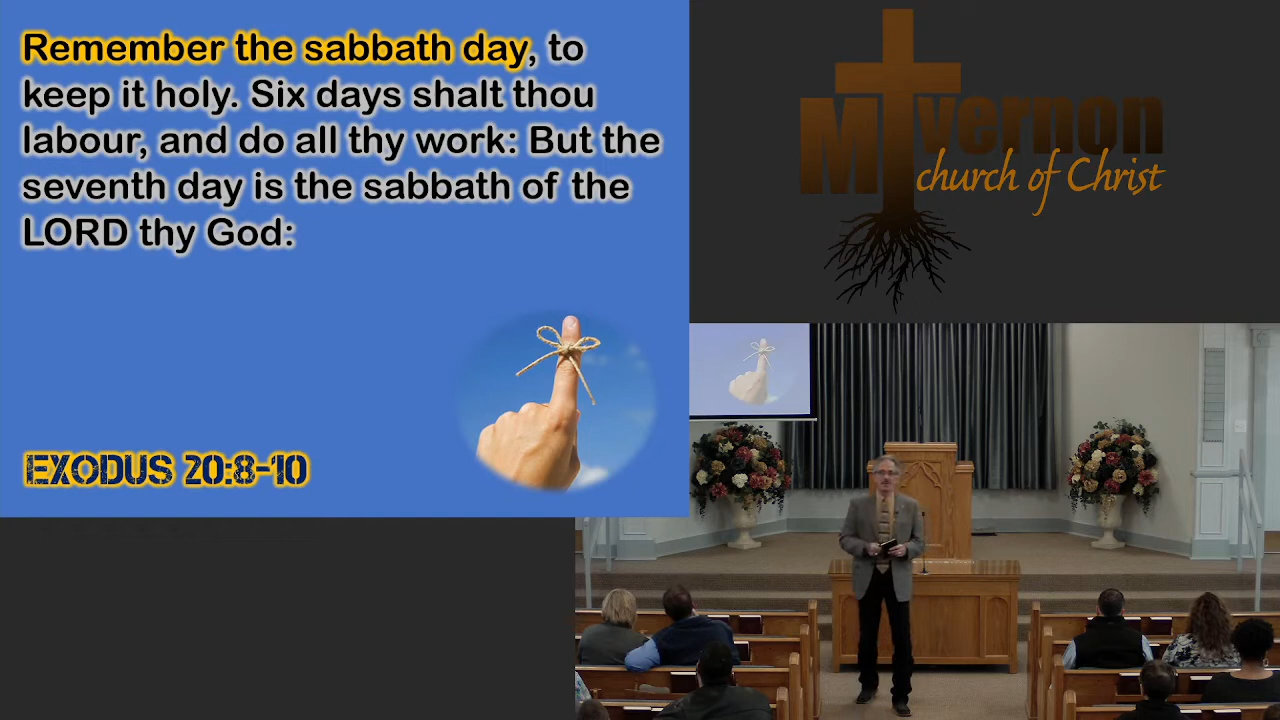 Remember the sabbath day, to
keep it holy. Six days shalt thou
labour, and do all thy work: But the
seventh day is the sabbath of the
LORD thy God:
EXODUS 20:8-10
Mt vernon
church of Christ